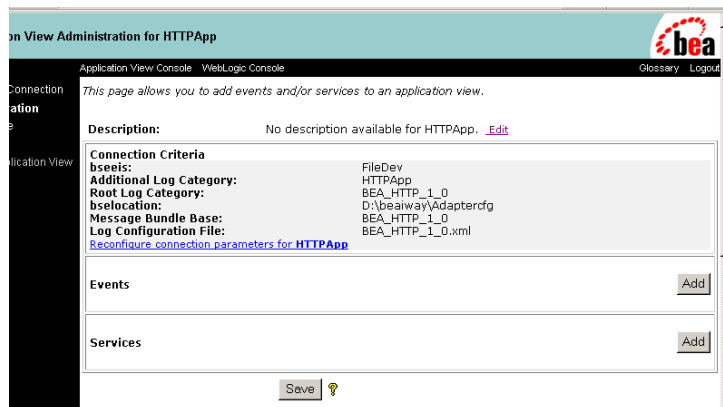 on View Administration for HTTPApp
bea
Application View Console WebLogic Console Glossary Logout
Connection
ration
e
plication View
This page allows you to add events and/or services to an application view.
Description: No description available for HTTPApp. Edit
Connection Criteria
bseeis: FileDev
Additional Log Category: HTTPApp
Root Log Category: BEA_HTTP_1_0
bselocation: D:\beaiway\Adaptercfg
Message Bundle Base: BEA_HTTP_1_0
Log Configuration File: BEA_HTTP_1_0.xml
Reconfigure connection parameters for HTTPApp
Events Add
Services Add
Save ?